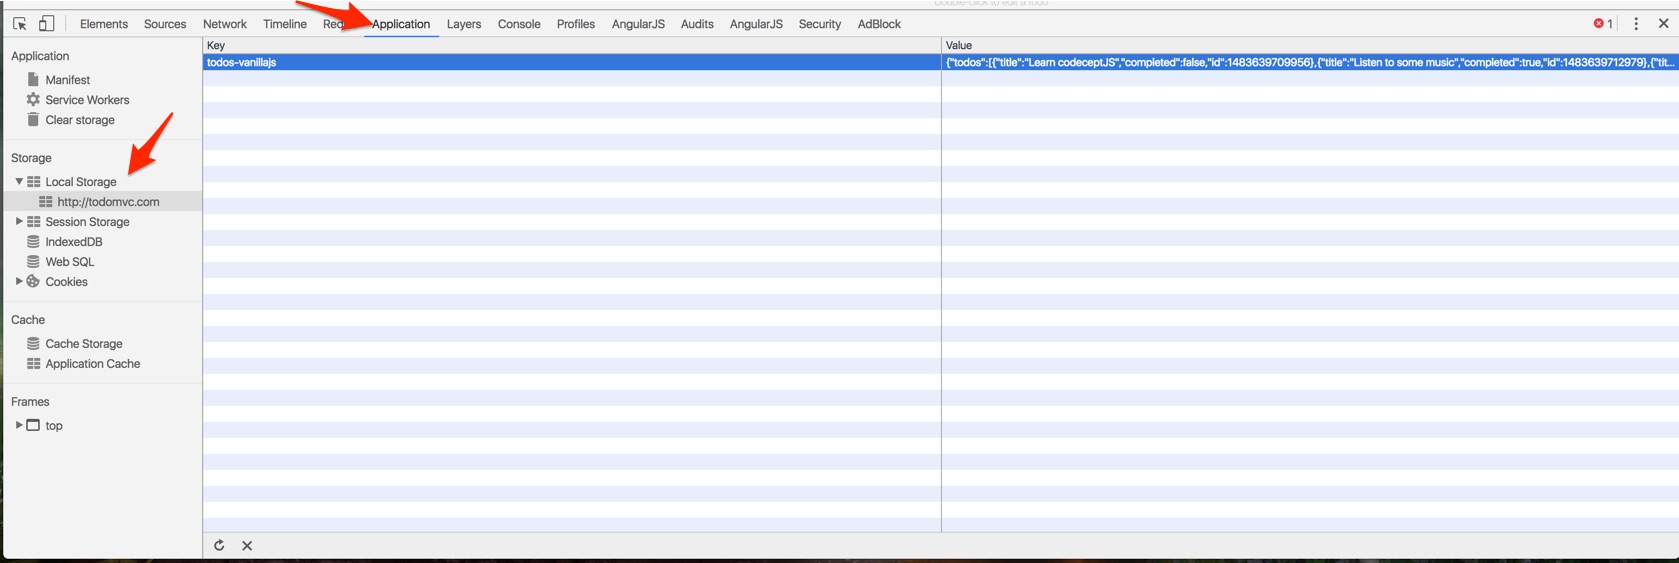 Double-click to edit a todo
Elements Sources Network Timeline Red Application Layers Console Profiles AngularJS Audits AngularJS Security AdBlock 1
Key Value
Application
todos-vanillajs {"todos":[{"title":"Learn codeceptJS","completed":false,"id":1483639709956},{"title":"Listen to some music","completed":true,"id":1483639712979},{"tit...
Manifest
Service Workers
Clear storage
Storage
Local Storage
http://todomvc.com
Session Storage
IndexedDB
Web SQL
Cookies
Cache
Cache Storage
Application Cache
Frames
top